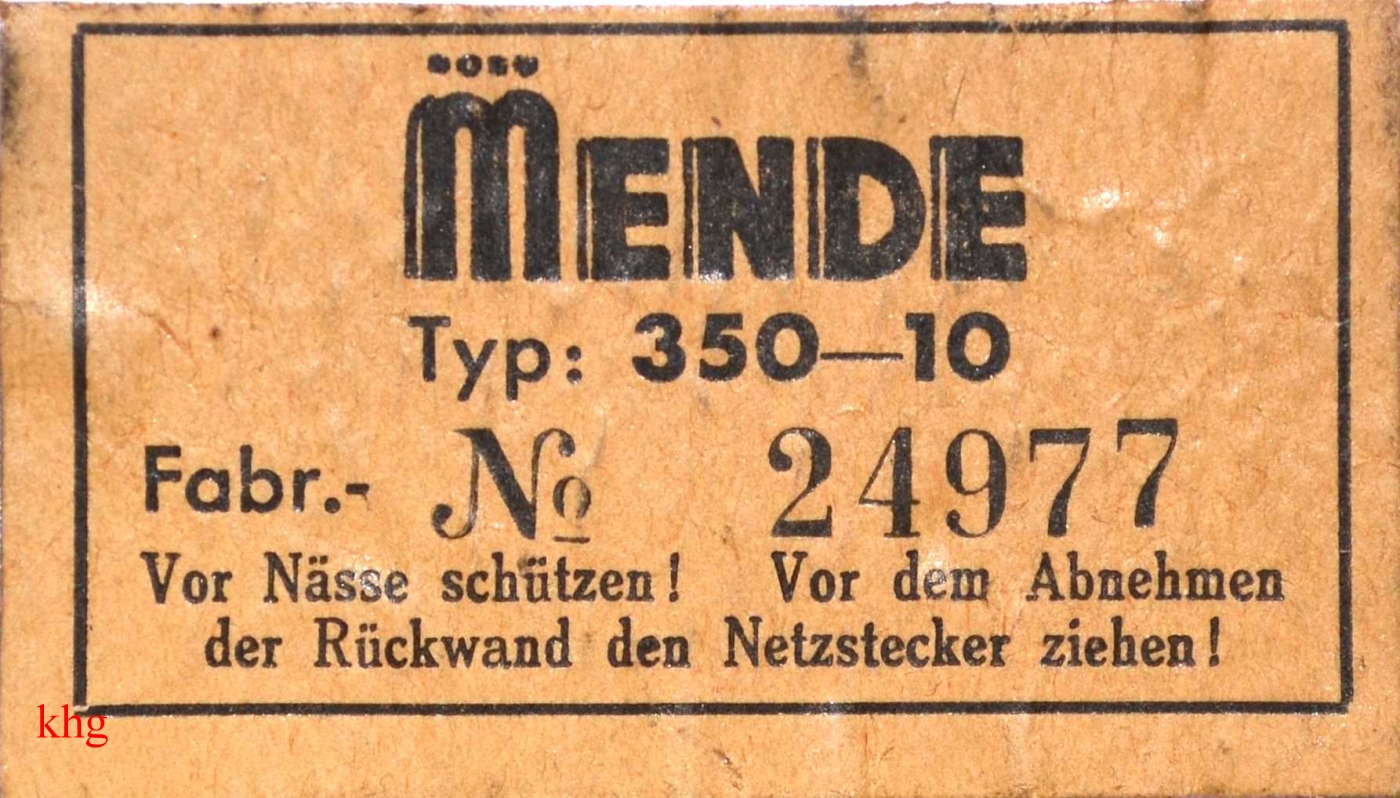 NORD
MENDE
Typ: 350—10
Fabr.- № 24977
Vor Nässe schützen! Vor dem Abnehmen
der Rückwand den Netzstecker ziehen!
khg